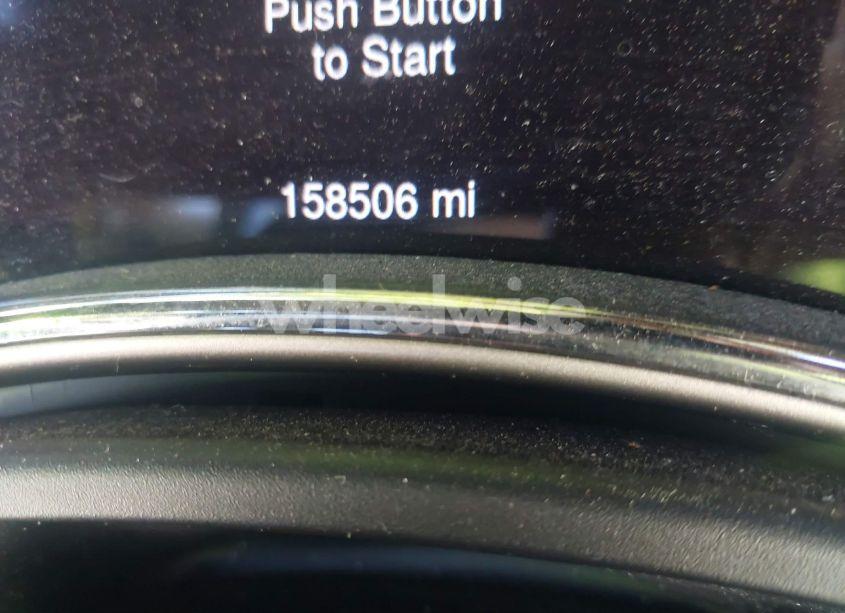 Push Button
to Start
158506 mi
wheelwise